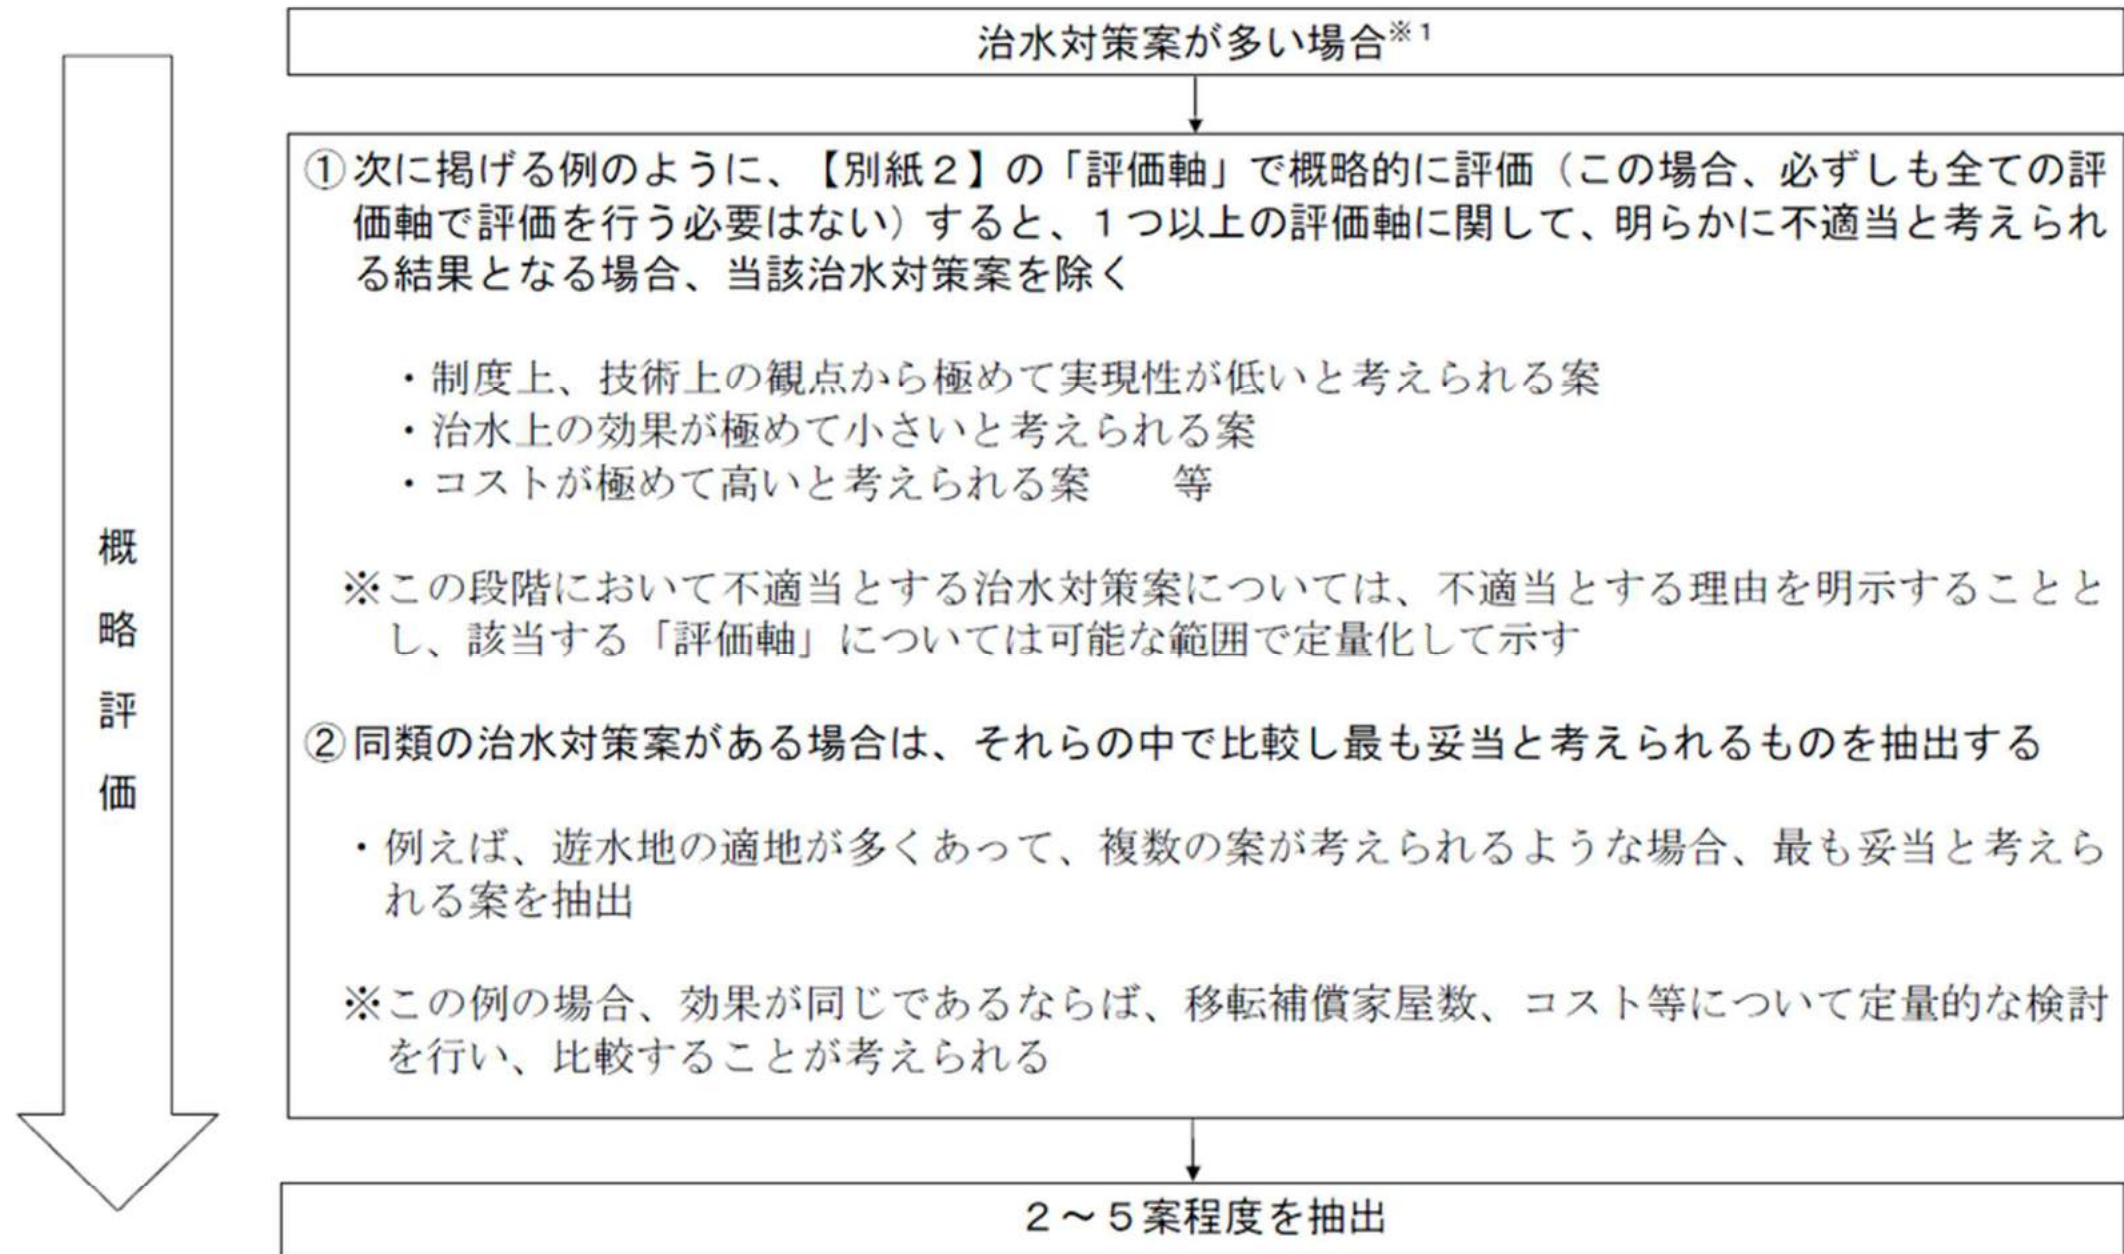 治水対策案が多い場合※1
①次に掲げる例のように、【別紙2】の「評価軸」で概略的に評価（この場合、必ずしも全ての評
価軸で評価を行う必要はない）すると、1つ以上の評価軸に関して、明らかに不適当と考えられ
る結果となる場合、当該治水対策案を除く
・制度上、技術上の観点から極めて実現性が低いと考えられる案
・治水上の効果が極めて小さいと考えられる案
・コストが極めて高いと考えられる案　　等
※この段階において不適当とする治水対策案については、不適当とする理由を明示することと
し、該当する「評価軸」については可能な範囲で定量化して示す
②同類の治水対策案がある場合は、それらの中で比較し最も妥当と考えられるものを抽出する
・例えば、遊水地の適地が多くあって、複数の案が考えられるような場合、最も妥当と考えら
れる案を抽出
※この例の場合、効果が同じであるならば、移転補償家屋数、コスト等について定量的な検討
を行い、比較することが考えられる
2～5案程度を抽出
概略評価